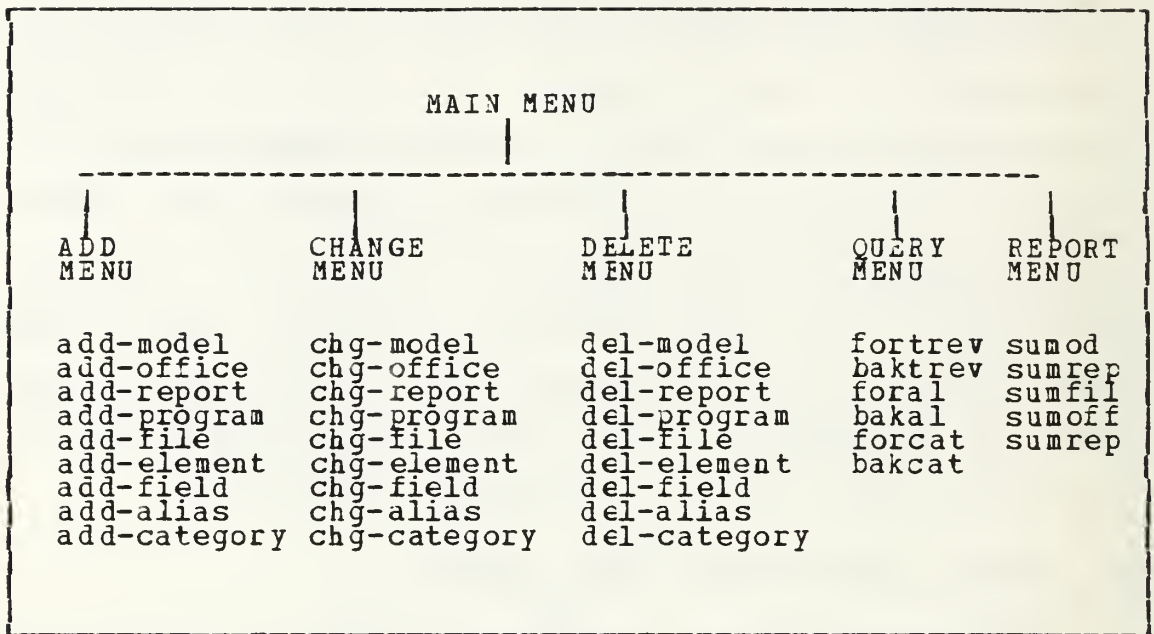 MAIN MENU
ADD CHANGE DELETE QUERY REPORT
MENU MENU MENU MENU MENU
add-model chg-model del-model fortrev sumod
add-office chg-office del-office baktrev sumrep
add-report chg-report del-report foral sumfil
add-program chg-program del-program bakal sumoff
add-file chg-file del-file forcat sumrep
add-element chg-element del-element bakcat
add-field chg-field del-field
add-alias chg-alias del-alias
add-category chg-category del-category